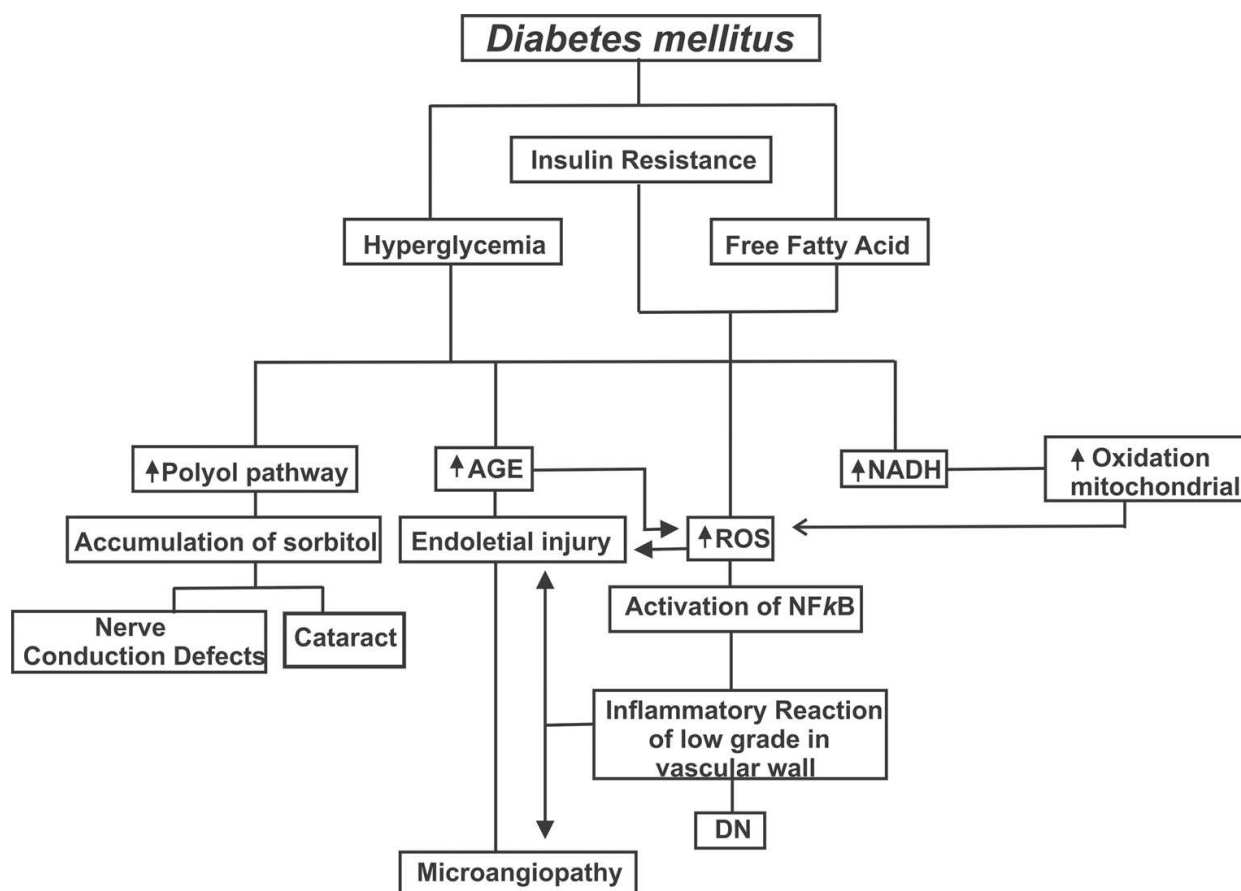 Diabetes mellitus
Insulin Resistance
Hyperglycemia
Free Fatty Acid
↑Polyol pathway
↑AGE
↑NADH
↑ Oxidation
mitochondrial
Accumulation of sorbitol
Endoletial injury
↑ROS
Nerve
Conduction Defects
Cataract
Activation of NFkB
Inflammatory Reaction
of low grade in
vascular wall
DN
Microangiopathy